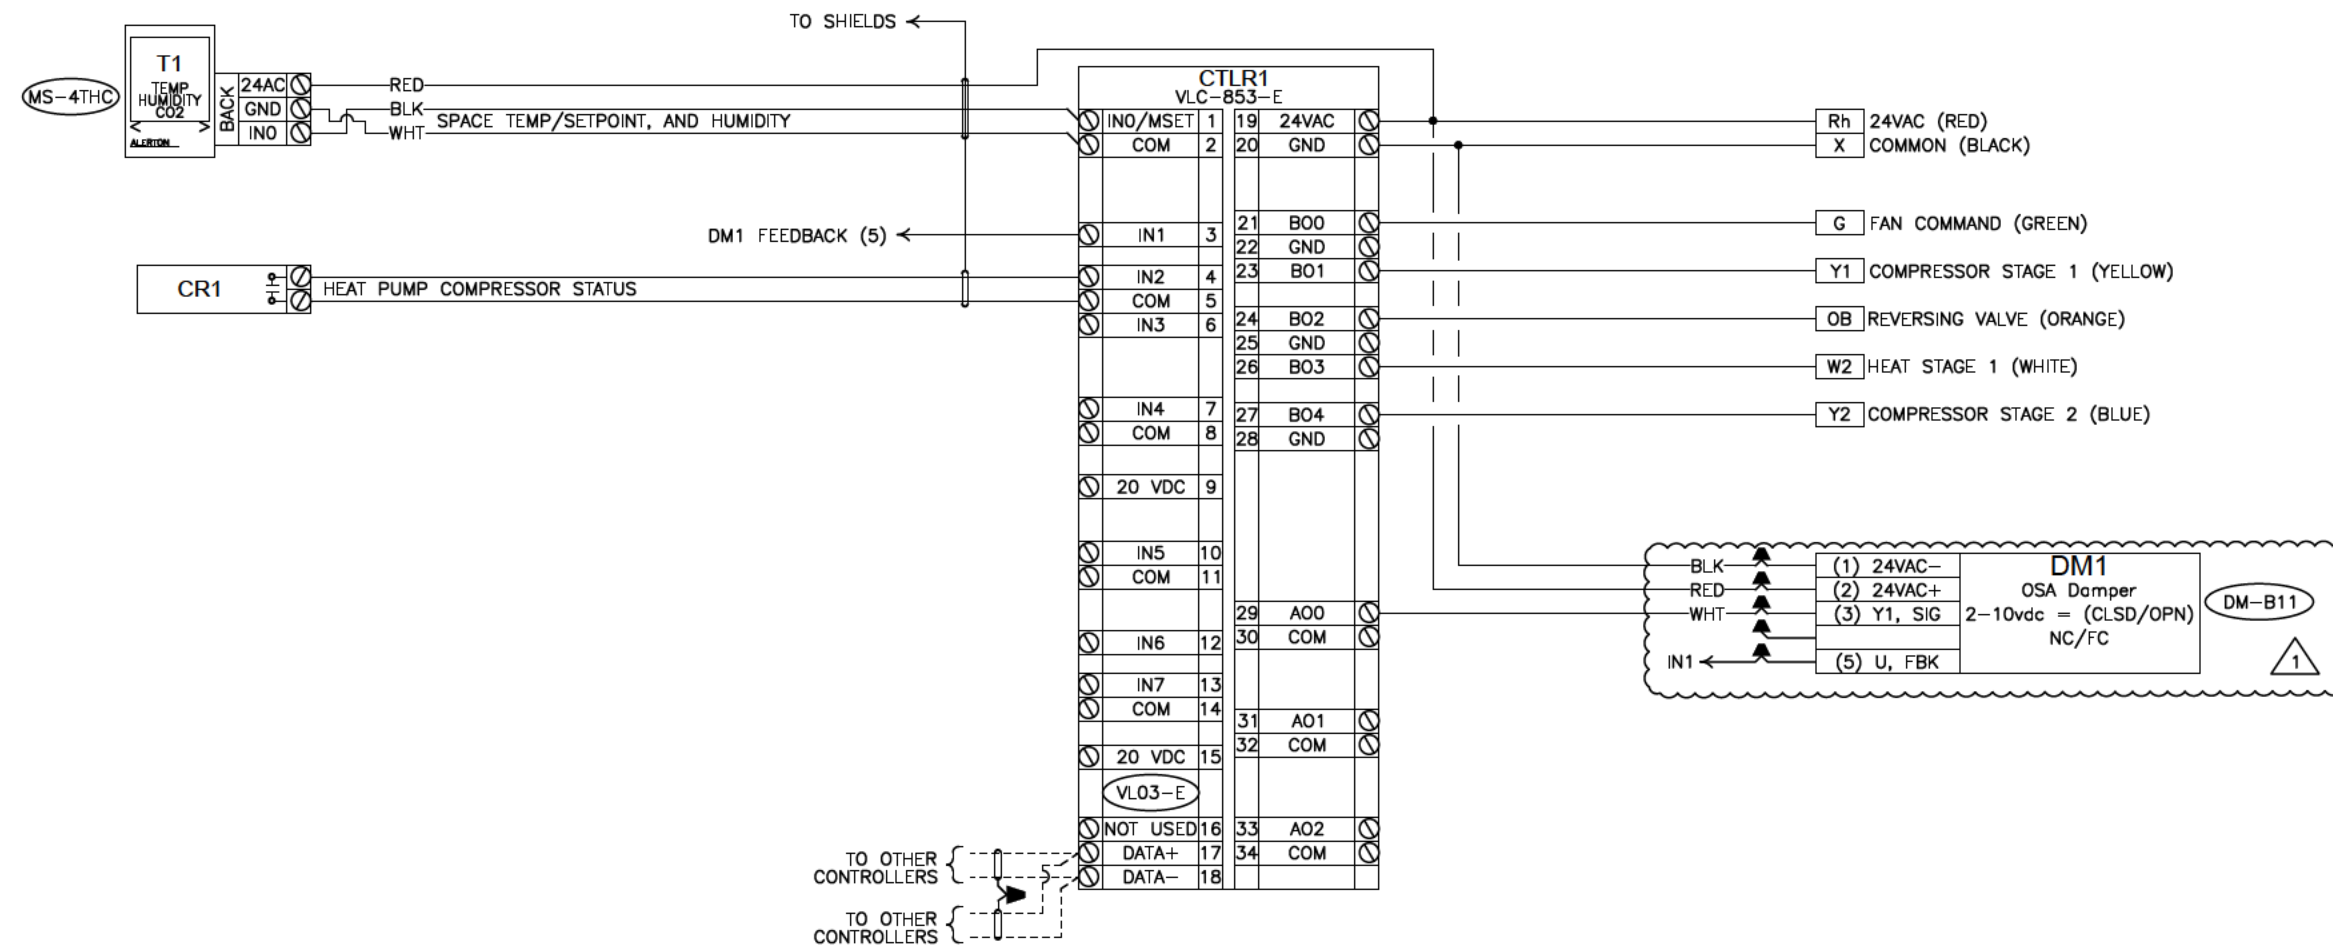 TO SHIELDS
MS-4THC
T1
TEMP
HUMIDITY
CO2
< >
ALERTON
BACK
24AC
GND
IN0
RED
BLK
WHT
SPACE TEMP/SETPOINT, AND HUMIDITY
DM1 FEEDBACK (5)
CR1
HEAT PUMP COMPRESSOR STATUS
CTLR1
VLC-853-E
IN0/MSET 1
COM 2
IN1 3
IN2 4
COM 5
IN3 6
IN4 7
COM 8
20 VDC 9
IN5 10
COM 11
IN6 12
IN7 13
COM 14
20 VDC 15
VL03-E
NOT USED 16
DATA+ 17
DATA- 18
TO OTHER
CONTROLLERS
TO OTHER
CONTROLLERS
19 24VAC
20 GND
21 BO0
22 GND
23 BO1
24 BO2
25 GND
26 BO3
27 BO4
28 GND
29 AO0
30 COM
31 AO1
32 COM
33 AO2
34 COM
Rh 24VAC (RED)
X COMMON (BLACK)
G FAN COMMAND (GREEN)
Y1 COMPRESSOR STAGE 1 (YELLOW)
OB REVERSING VALVE (ORANGE)
W2 HEAT STAGE 1 (WHITE)
Y2 COMPRESSOR STAGE 2 (BLUE)
BLK
RED
WHT
IN1
(1) 24VAC-
(2) 24VAC+
(3) Y1, SIG
(5) U, FBK
DM1
OSA Damper
2-10vdc = (CLSD/OPN)
NC/FC
DM-B11
1